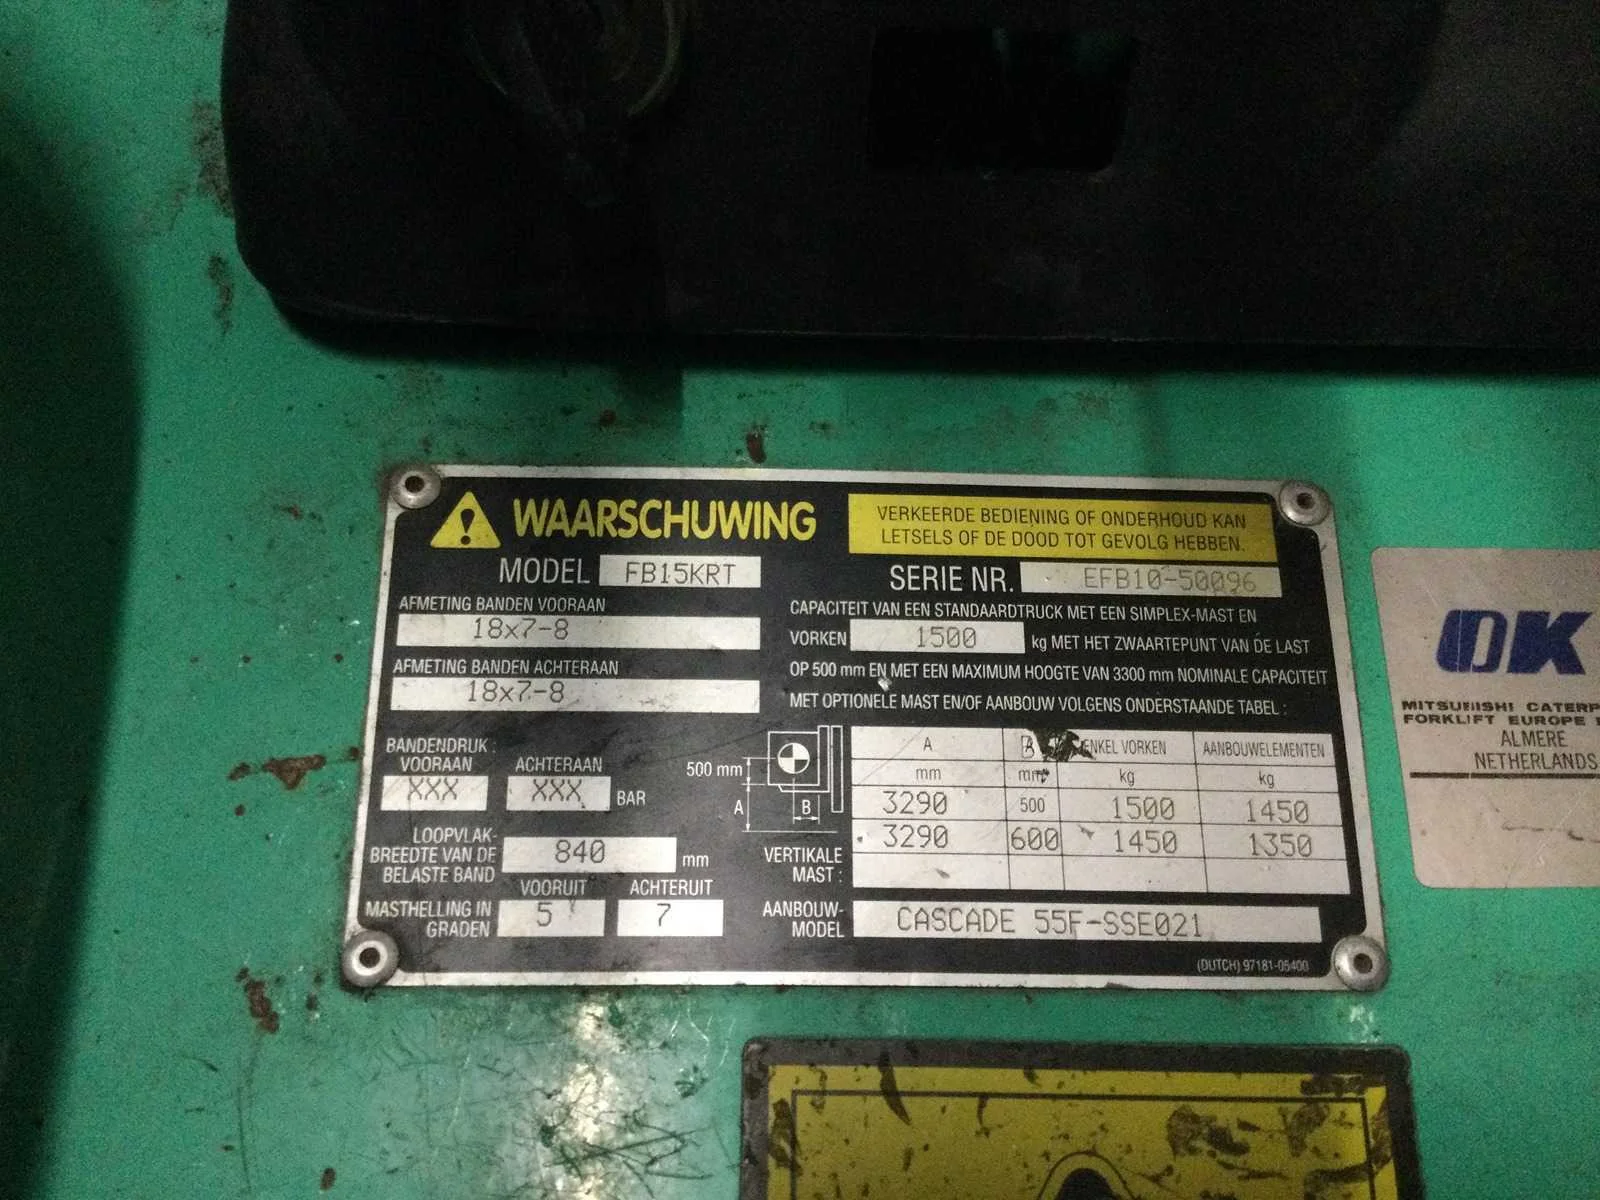 WAARSCHUWING
VERKEERDE BEDIENING OF ONDERHOUD KAN
LETSELS OF DE DOOD TOT GEVOLG HEBBEN.
MODEL FB15KRT
SERIE NR. EFB10-50096
AFMETING BANDEN VOORAAN
18x7-8
AFMETING BANDEN ACHTERAAN
18x7-8
CAPACITEIT VAN EEN STANDAARDTRUCK MET EEN SIMPLEX-MAST EN
VORKEN 1500 kg MET HET ZWAARTEPUNT VAN DE LAST
OP 500 mm EN MET EEN MAXIMUM HOOGTE VAN 3300 mm NOMINALE CAPACITEIT
MET OPTIONELE MAST EN/OF AANBOUW VOLGENS ONDERSTAANDE TABEL :
BANDENDRUK :
VOORAAN ACHTERAAN
XXX XXX BAR
LOOPVLAK-
BREEDTE VAN DE
BELASTE BAND
840 mm
VOORUIT ACHTERUIT
MASTHELLING IN
GRADEN
5 7
500 mm
A
B
A B ENKEL VORKEN AANBOUWELEMENTEN
mm mm kg kg
3290 500 1500 1450
3290 600 1450 1350
VERTIKALE
MAST :
AANBOUW-
MODEL
CASCADE 55F-SSE021
(DUTCH) 97181-05400
OK
MITSUBISHI CATERP
FORKLIFT EUROPE
ALMERE
NETHERLANDS